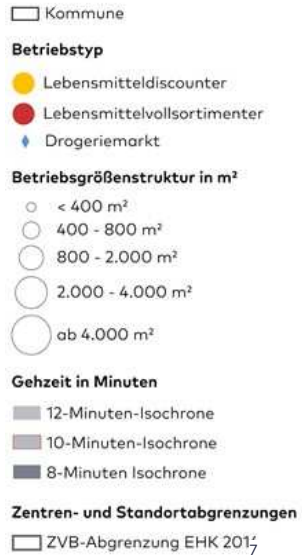 Kommune
Betriebstyp
Lebensmitteldiscounter
Lebensmittelvollsortimenter
Drogeriemarkt
Betriebsgrößenstruktur in m²
< 400 m²
400 - 800 m²
800 - 2.000 m²
2.000 - 4.000 m²
ab 4.000 m²
Gehzeit in Minuten
12-Minuten-Isochrone
10-Minuten-Isochrone
8-Minuten Isochrone
Zentren- und Standortabgrenzungen
ZVB-Abgrenzung EHK
7